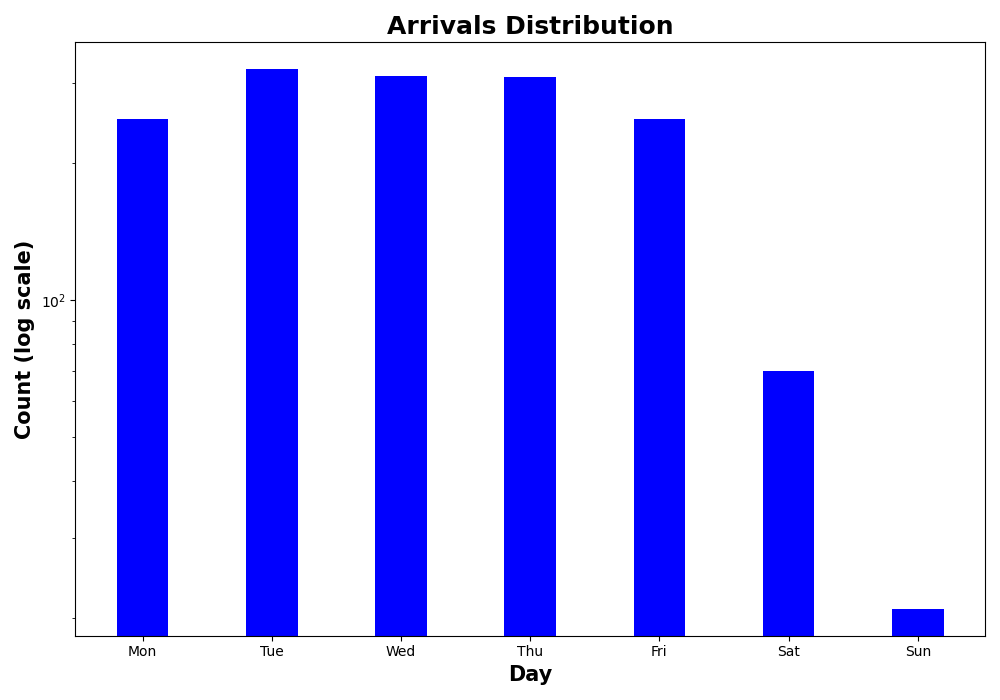 Arrivals Distribution
Count (log scale)
10²
Mon Tue Wed Thu Fri Sat Sun
Day